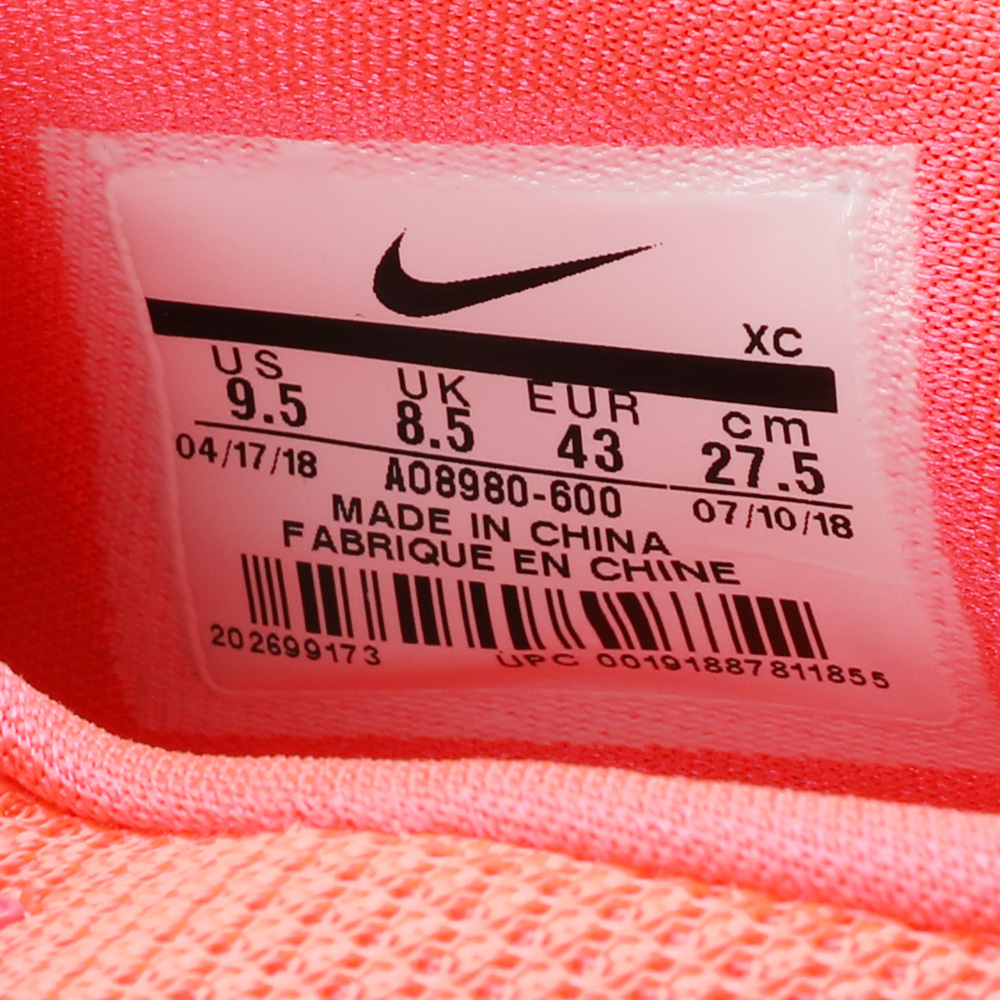 XC
US UK EUR cm
9.5 8.5 43 27.5
04/17/18 AO8980-600 07/10/18
MADE IN CHINA
FABRIQUE EN CHINE
202699173 UPC 00191887811855